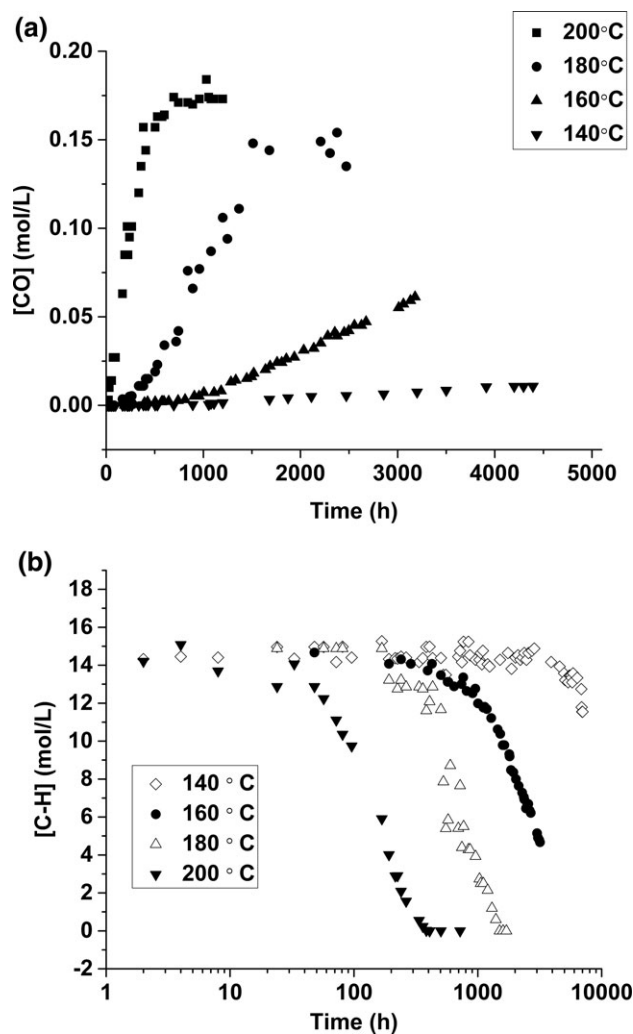 (a)
200°C
180°C
160°C
140°C
0.20
0.15
0.10
0.05
0.00
[CO] (mol/L)
0 1000 2000 3000 4000 5000
Time (h)
(b)
18
16
14
12
10
8
6
4
2
0
-2
[C-H] (mol/L)
140 °C
160 °C
180 °C
200 °C
1 10 100 1000 10000
Time (h)